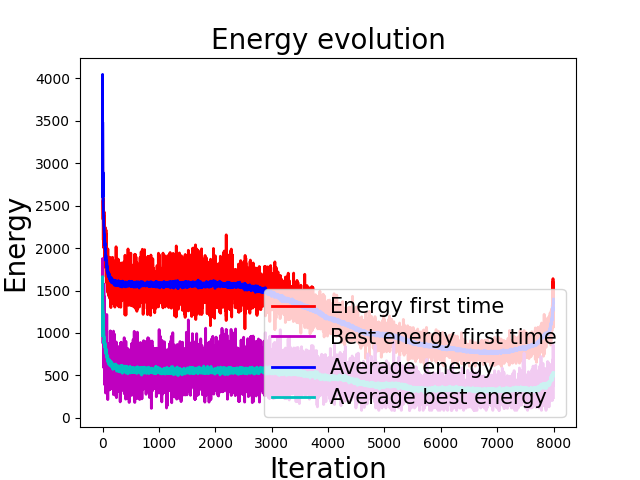 Energy evolution
Energy
4000
3500
3000
2500
2000
1500
1000
500
0
Energy first time
Best energy first time
Average energy
Average best energy
0 1000 2000 3000 4000 5000 6000 7000 8000
Iteration